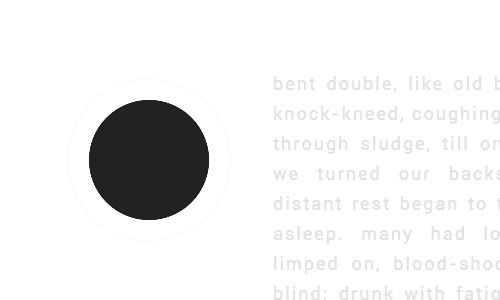 bent double, like old b
knock-kneed, coughing
through sludge, till on
we turned our backs
distant rest began to t
asleep. many had lo
limped on, blood-shoo
blind; drunk with fatig